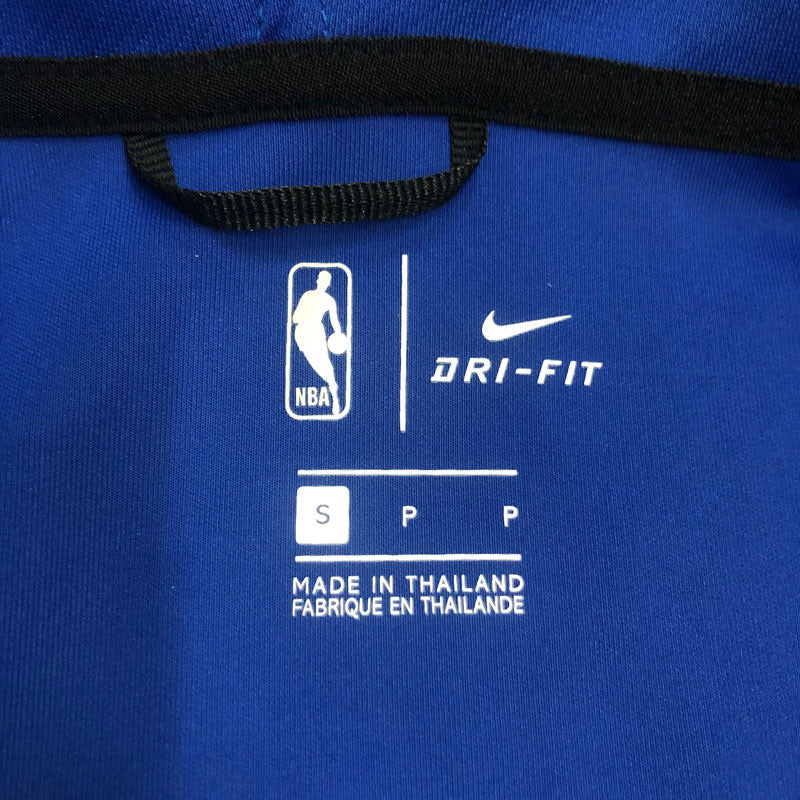 NBA
DRI-FIT
S P P
MADE IN THAILAND
FABRIQUE EN THAILANDE